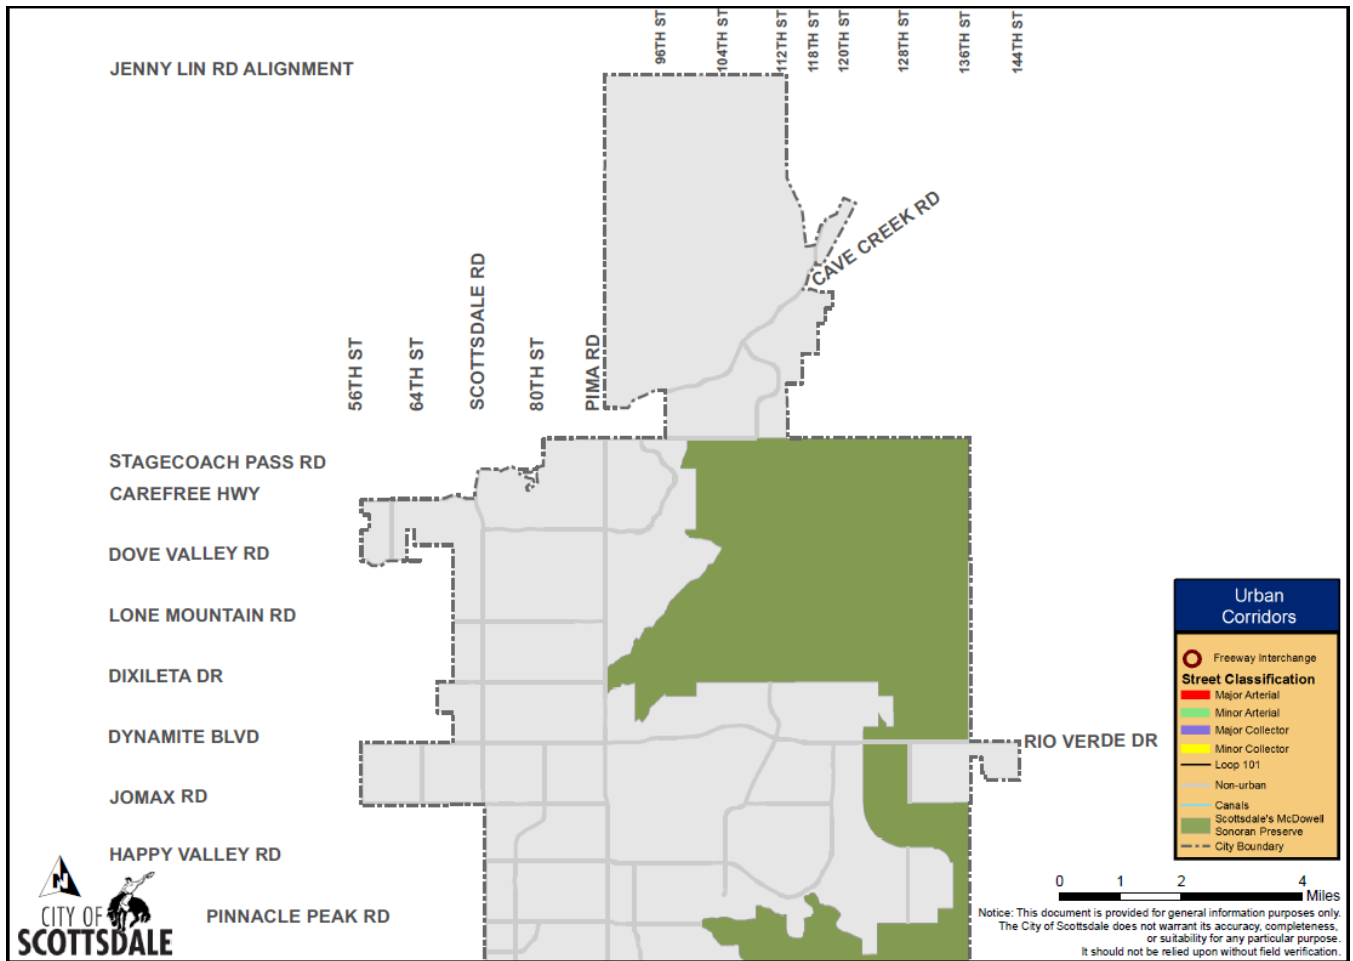 96TH ST
104TH ST
112TH ST
118TH ST
120TH ST
128TH ST
136TH ST
144TH ST
JENNY LIN RD ALIGNMENT
CAVE CREEK RD
56TH ST
64TH ST
SCOTTSDALE RD
80TH ST
PIMA RD
STAGECOACH PASS RD
CAREFREE HWY
DOVE VALLEY RD
LONE MOUNTAIN RD
DIXILETA DR
DYNAMITE BLVD
RIO VERDE DR
JOMAX RD
HAPPY VALLEY RD
PINNACLE PEAK RD
Urban
Corridors
Freeway Interchange
Street Classification
Major Arterial
Minor Arterial
Major Collector
Minor Collector
Loop 101
Non-urban
Canals
Scottsdale's McDowell
Sonoran Preserve
City Boundary
N
CITY OF
SCOTTSDALE
0 1 2 4
Miles
Notice: This document is provided for general information purposes only.
The City of Scottsdale does not warrant its accuracy, completeness,
or suitability for any particular purpose.
It should not be relied upon without field verification.